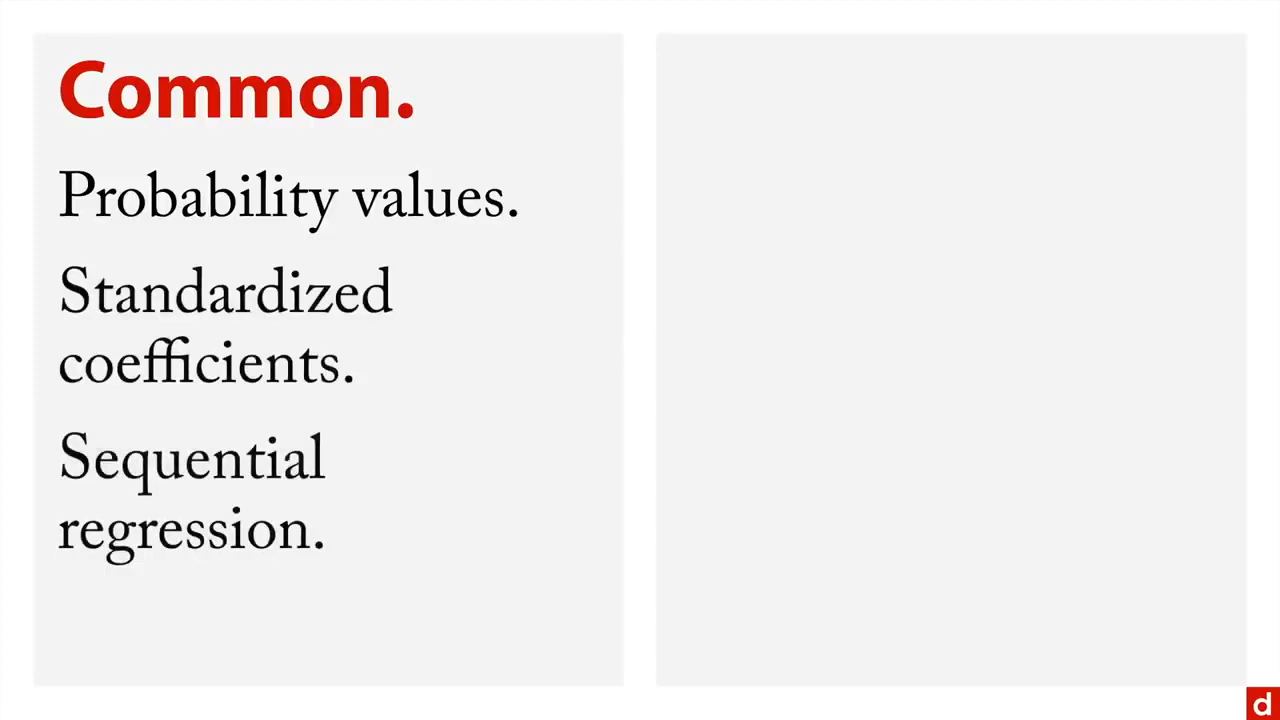 Common.
Probability values.
Standardized
coefficients.
Sequential
regression.
d